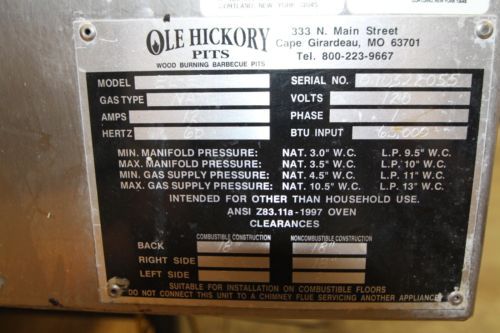 OLE HICKORY
PITS
WOOD BURNING BARBECUE PITS
333 N. Main Street
Cape Girardeau, MO 63701
Tel. 800-223-9667
MODEL
SERIAL NO.
GAS TYPE
VOLTS
AMPS
PHASE 1
HERTZ 60
BTU INPUT 65,000
MIN. MANIFOLD PRESSURE: NAT. 3.0" W.C. L.P. 9.5" W.C.
MAX. MANIFOLD PRESSURE: NAT. 3.5" W.C. L.P. 10" W.C.
MIN. GAS SUPPLY PRESSURE: NAT. 4.5" W.C. L.P. 11" W.C.
MAX. GAS SUPPLY PRESSURE: NAT. 10.5" W.C. L.P. 13" W.C.
INTENDED FOR OTHER THAN HOUSEHOLD USE.
ANSI Z83.11a-1997 OVEN
CLEARANCES
COMBUSTIBLE CONSTRUCTION NONCOMBUSTIBLE CONSTRUCTION
BACK 18
RIGHT SIDE
LEFT SIDE
SUITABLE FOR INSTALLATION ON COMBUSTIBLE FLOORS
DO NOT CONNECT THIS UNIT TO A CHIMNEY FLUE SERVICING ANOTHER APPLIANCE